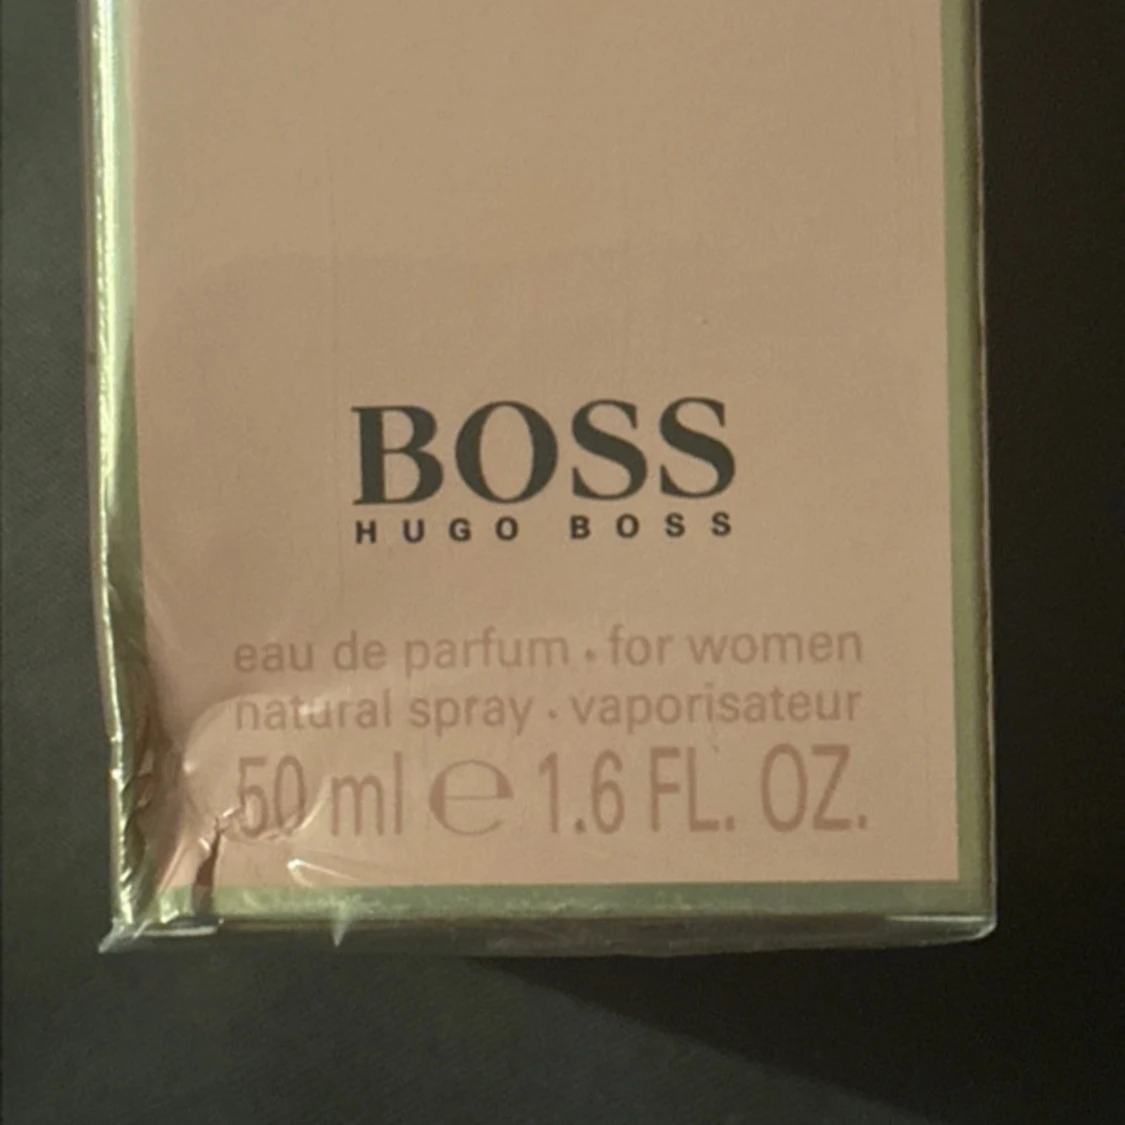 BOSS
HUGO BOSS
eau de parfum · for women
natural spray · vaporisateur
50 ml ℮ 1.6 FL. OZ.